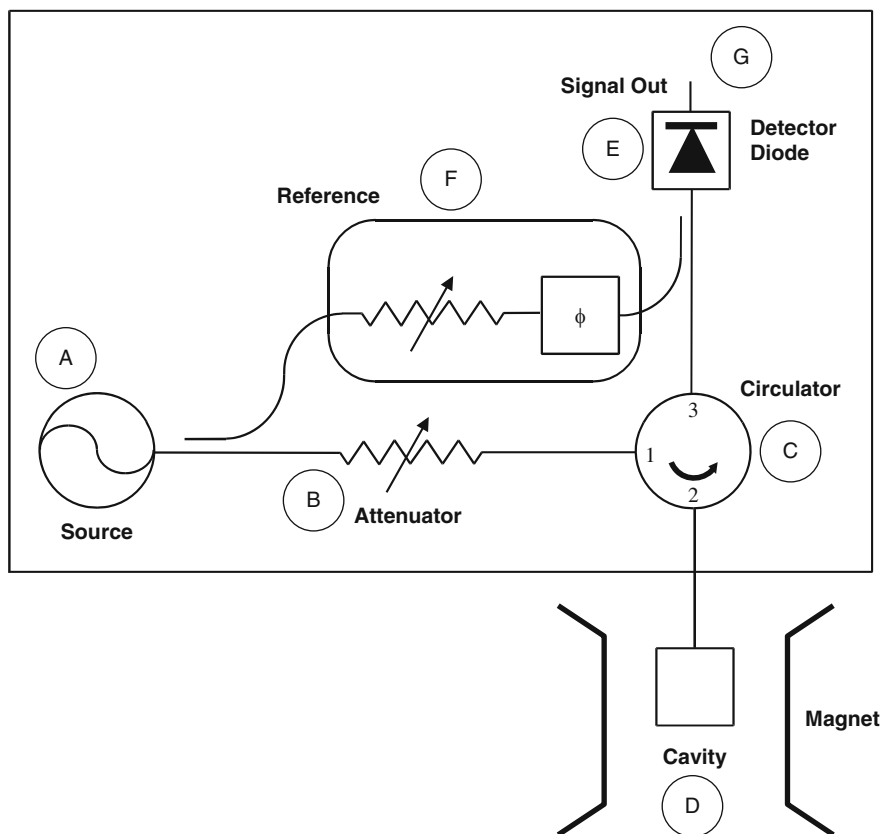 G
Signal Out
Detector
Diode
E
F
Reference
ϕ
A
Circulator
3
1
C
2
B
Attenuator
Source
Magnet
Cavity
D